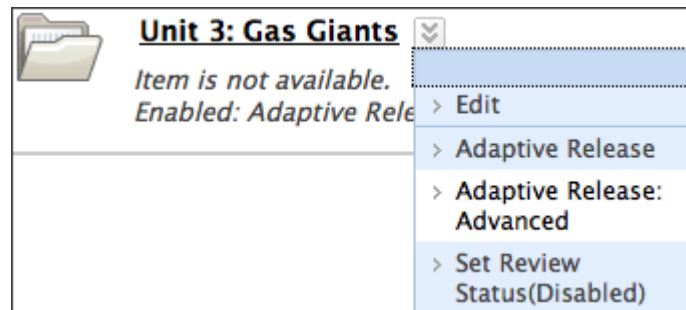 Unit 3: Gas Giants
Item is not available.
Enabled: Adaptive Rele
Edit
Adaptive Release
Adaptive Release:
Advanced
Set Review
Status(Disabled)